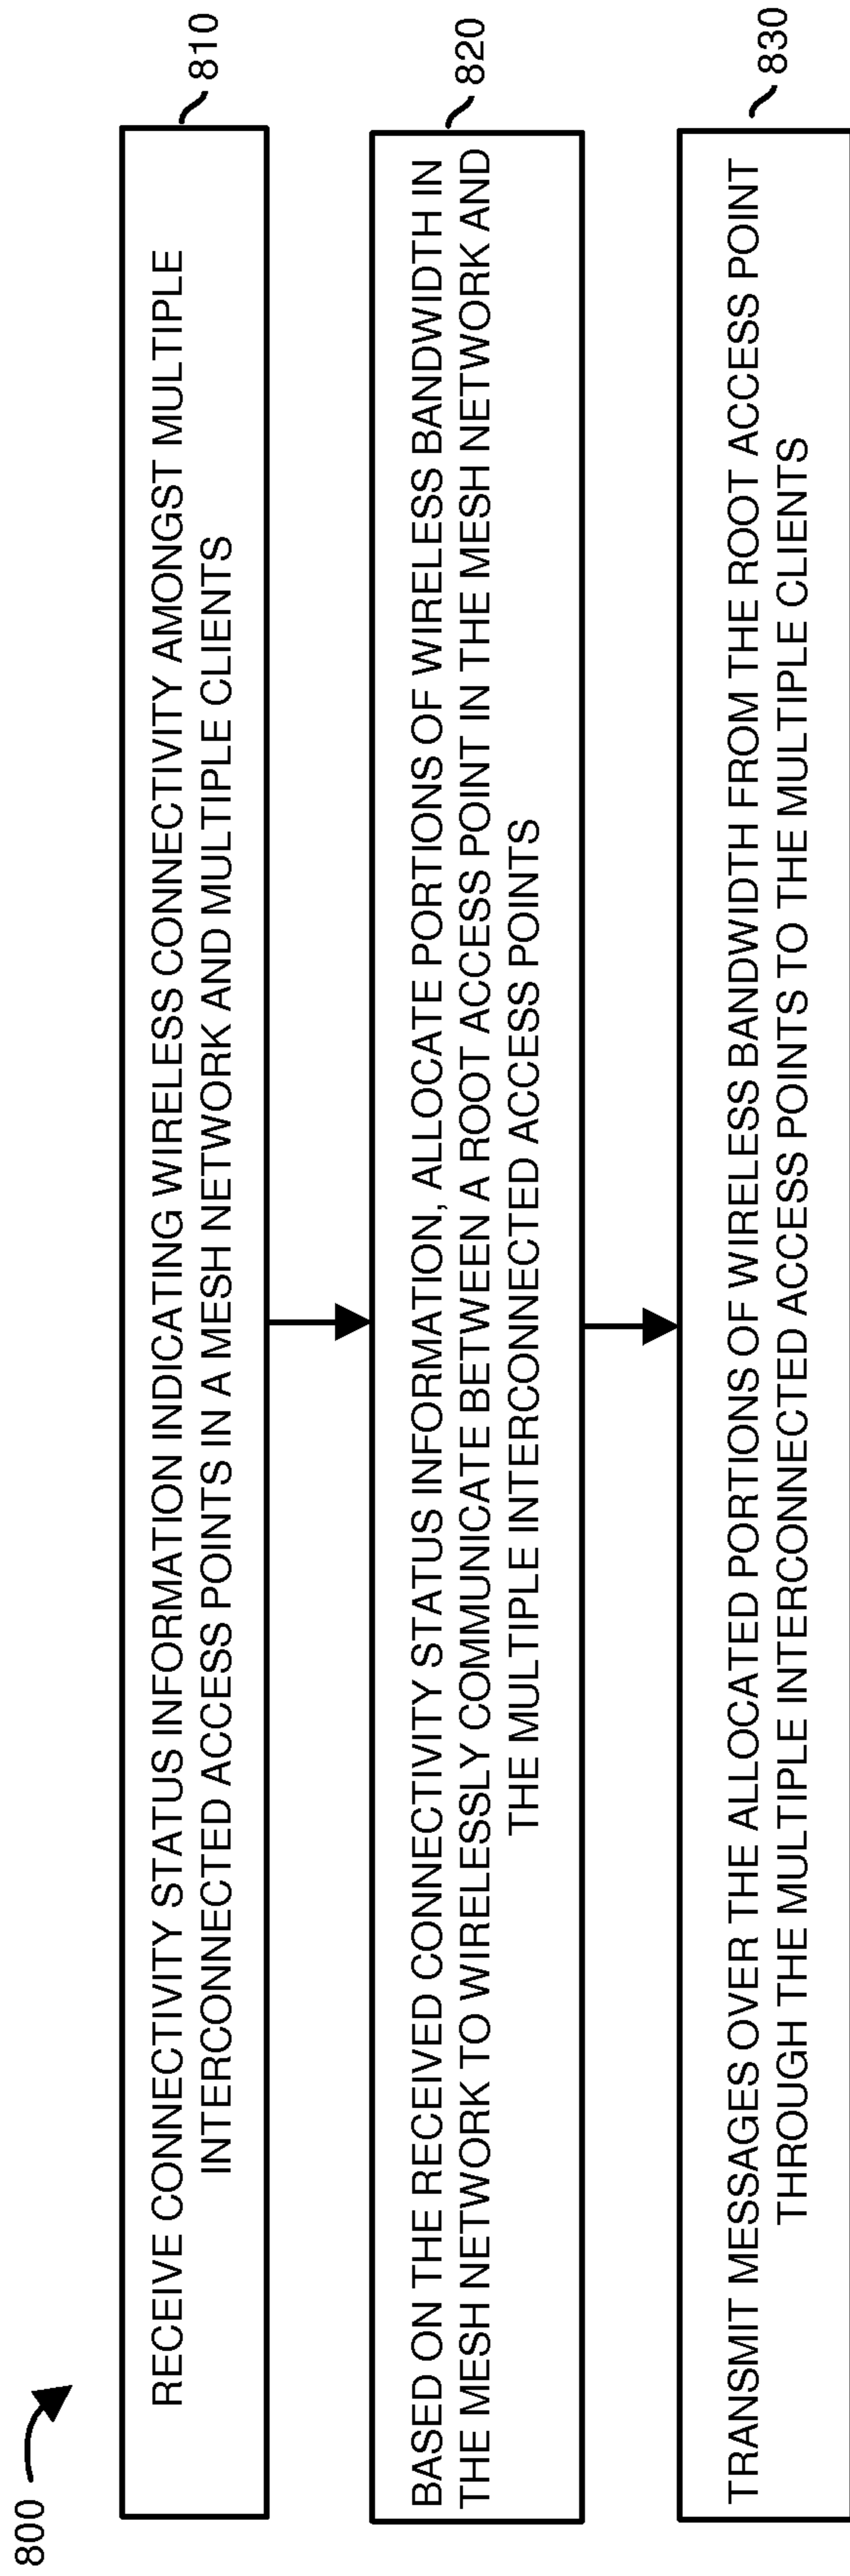 800
RECEIVE CONNECTIVITY STATUS INFORMATION INDICATING WIRELESS CONNECTIVITY AMONGST MULTIPLE
INTERCONNECTED ACCESS POINTS IN A MESH NETWORK AND MULTIPLE CLIENTS
810
BASED ON THE RECEIVED CONNECTIVITY STATUS INFORMATION, ALLOCATE PORTIONS OF WIRELESS BANDWIDTH IN
THE MESH NETWORK TO WIRELESSLY COMMUNICATE BETWEEN A ROOT ACCESS POINT IN THE MESH NETWORK AND
THE MULTIPLE INTERCONNECTED ACCESS POINTS
820
TRANSMIT MESSAGES OVER THE ALLOCATED PORTIONS OF WIRELESS BANDWIDTH FROM THE ROOT ACCESS POINT
THROUGH THE MULTIPLE INTERCONNECTED ACCESS POINTS TO THE MULTIPLE CLIENTS
830